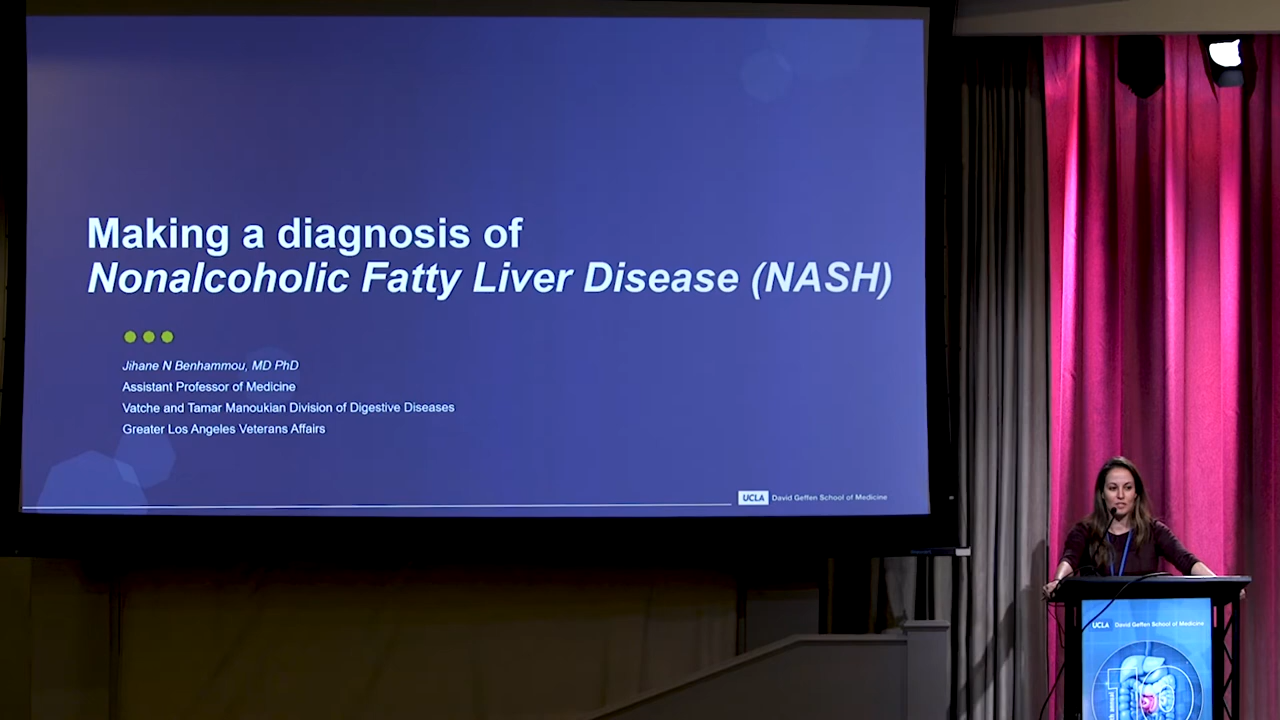 Making a diagnosis of
Nonalcoholic Fatty Liver Disease (NASH)
Jihane N Benhammou, MD PhD
Assistant Professor of Medicine
Vatche and Tamar Manoukian Division of Digestive Diseases
Greater Los Angeles Veterans Affairs
UCLA David Geffen School of Medicine
UCLA David Geffen School of Medicine